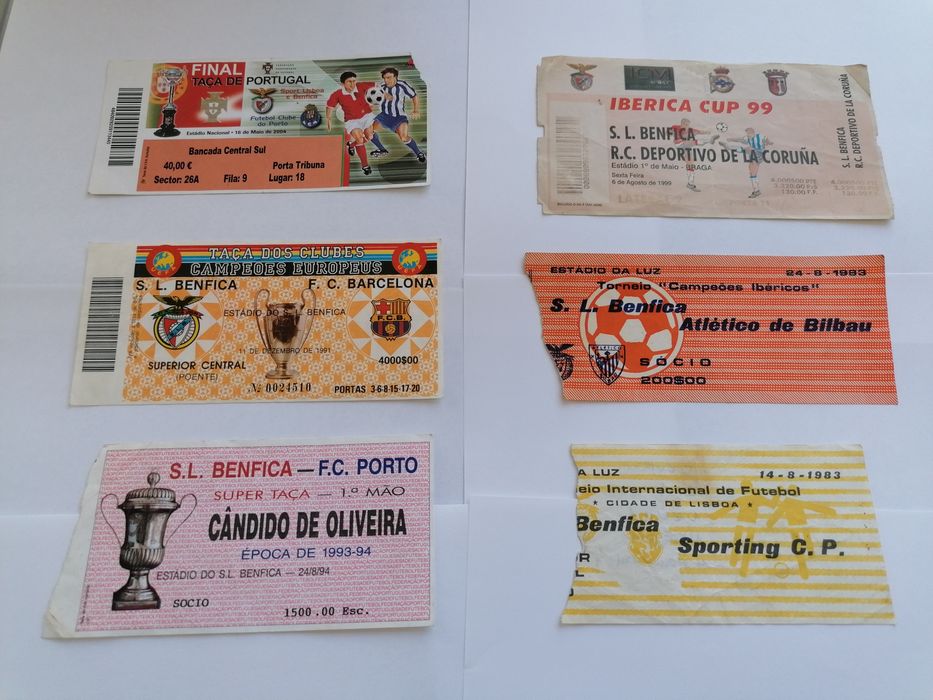 FINAL
TAÇA DE PORTUGAL
Sport Lisboa
e Benfica
Futebol Clube
do Porto
Estádio Nacional • 16 de Maio de 2004
Bancada Central Sul
40,00 € Porta Tribuna
Sector: 26A Fila: 9 Lugar: 18
IBERICA CUP 99
S. L. BENFICA
R.C. DEPORTIVO DE LA CORUÑA
Estádio 1º de Maio - BRAGA
Sexta Feira
6 de Agosto de 1999
S. L. BENFICA
R.C. DEPORTIVO DE LA CORUÑA
TAÇA DOS CLUBES
CAMPEÕES EUROPEUS
S. L. BENFICA F. C. BARCELONA
ESTÁDIO DO S. L. BENFICA
11 DE DEZEMBRO DE 1991
F.C.B.
SUPERIOR CENTRAL
(POENTE)
4000$00
Nº 0024510
PORTAS 3-6-8-15-17-20
ESTÁDIO DA LUZ 24-8-1983
Torneio "Campeões Ibéricos"
S. L. Benfica
Atlético de Bilbau
SÓCIO
200$00
S.L. BENFICA — F.C. PORTO
SUPER TAÇA — 1.ª MÃO
CÂNDIDO DE OLIVEIRA
ÉPOCA DE 1993-94
ESTÁDIO DO S.L. BENFICA — 24/8/94
SOCIO
1500.00 Esc.
A LUZ 14-8-1983
eio Internacional de Futebol
* CIDADE DE LISBOA *
Benfica
Sporting C. P.
R
L